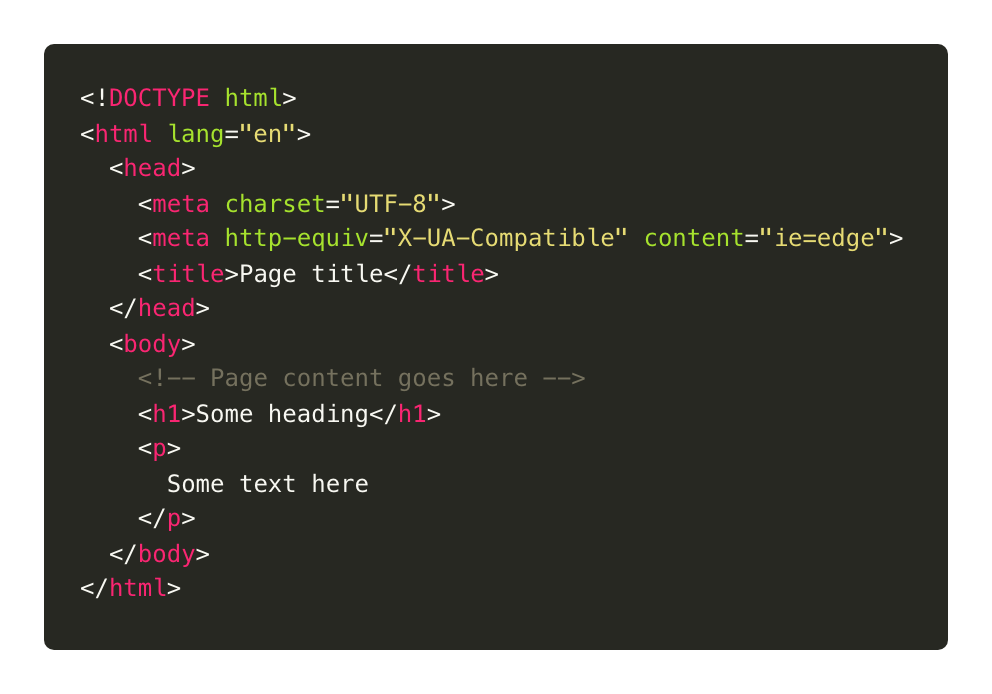 <!DOCTYPE html>
<html lang="en">
  <head>
    <meta charset="UTF-8">
    <meta http-equiv="X-UA-Compatible" content="ie=edge">
    <title>Page title</title>
  </head>
  <body>
    <!-- Page content goes here -->
    <h1>Some heading</h1>
    <p>
      Some text here
    </p>
  </body>
</html>